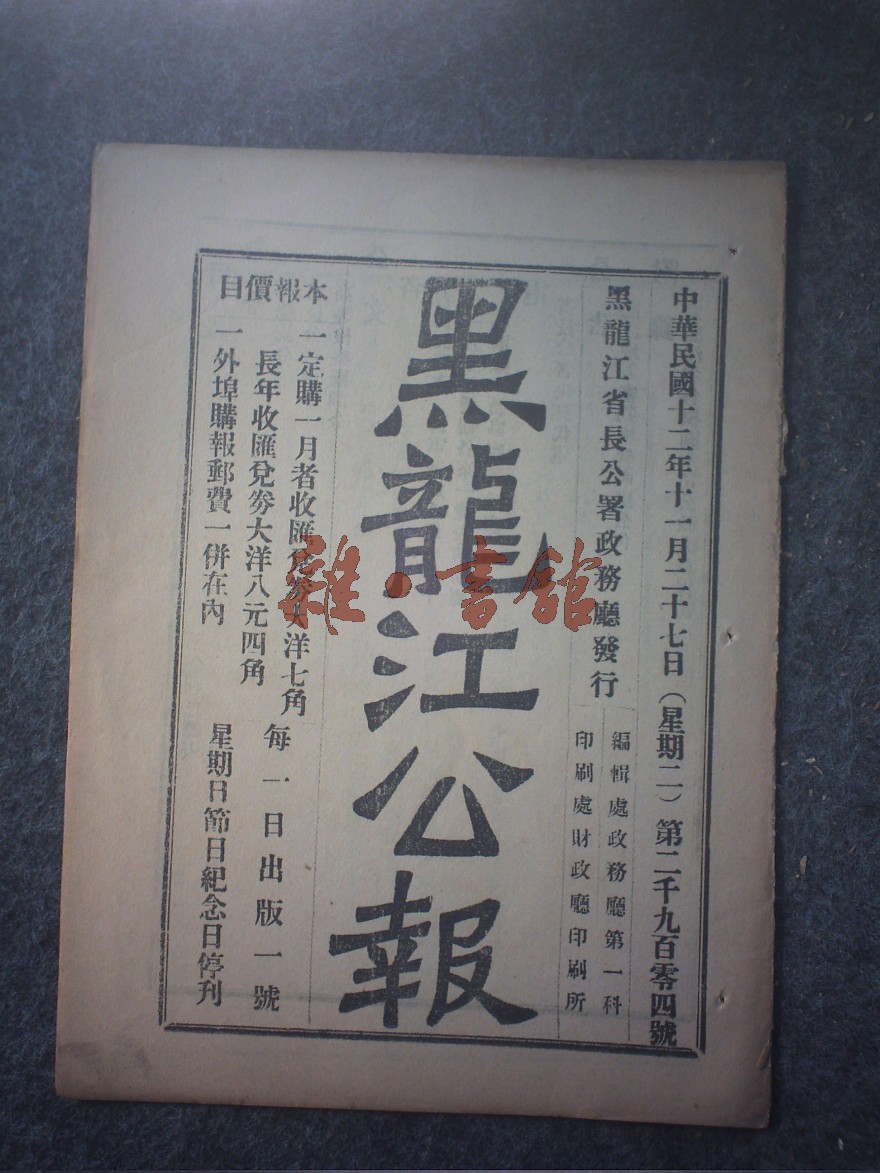 中華民國十二年十一月二十七日（星期二）第二千九百零四號
黑龍江省長公署政務廳發行
編輯處政務廳第一科
印刷處財政廳印刷所
黑龍江公報
本報價目
一定購一月者收匯兌劵大洋七角
長年收匯兌劵大洋八元四角
一外埠購報郵費一併在內
每一日出版一號
星期日節日紀念日停刊
雜·書館